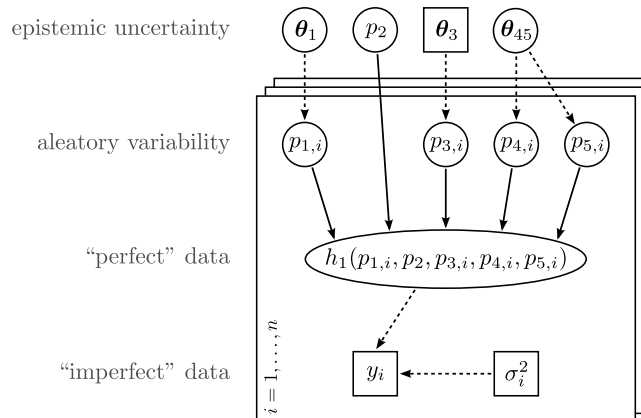 epistemic uncertainty θ₁ p₂ θ₃ θ₄₅
aleatory variability p₁,ᵢ p₃,ᵢ p₄,ᵢ p₅,ᵢ
“perfect” data h₁(p₁,ᵢ, p₂, p₃,ᵢ, p₄,ᵢ, p₅,ᵢ)
i = 1, . . . , n
“imperfect” data yᵢ σᵢ²